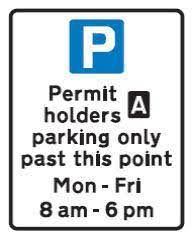 P
Permit
holders A
parking only
past this point
Mon - Fri
8 am - 6 pm